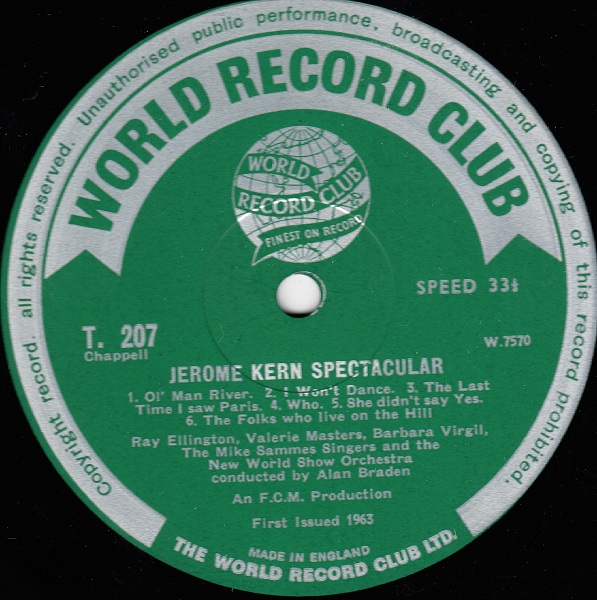 Copyright record. all rights reserved. Unauthorised public performance, broadcasting and copying of this record prohibited.
WORLD RECORD CLUB
WORLD
RECORD CLUB
FINEST ON RECORD
SPEED 33⅓
T. 207
Chappell
W.7570
JEROME KERN SPECTACULAR
1. Ol' Man River. 2. I Won't Dance. 3. The Last
Time I saw Paris. 4. Who. 5. She didn't say Yes.
6. The Folks who live on the Hill
Ray Ellington, Valerie Masters, Barbara Virgil,
The Mike Sammes Singers and the
New World Show Orchestra
conducted by Alan Braden
An F.C.M. Production
First Issued 1963
MADE IN ENGLAND
THE WORLD RECORD CLUB LTD.